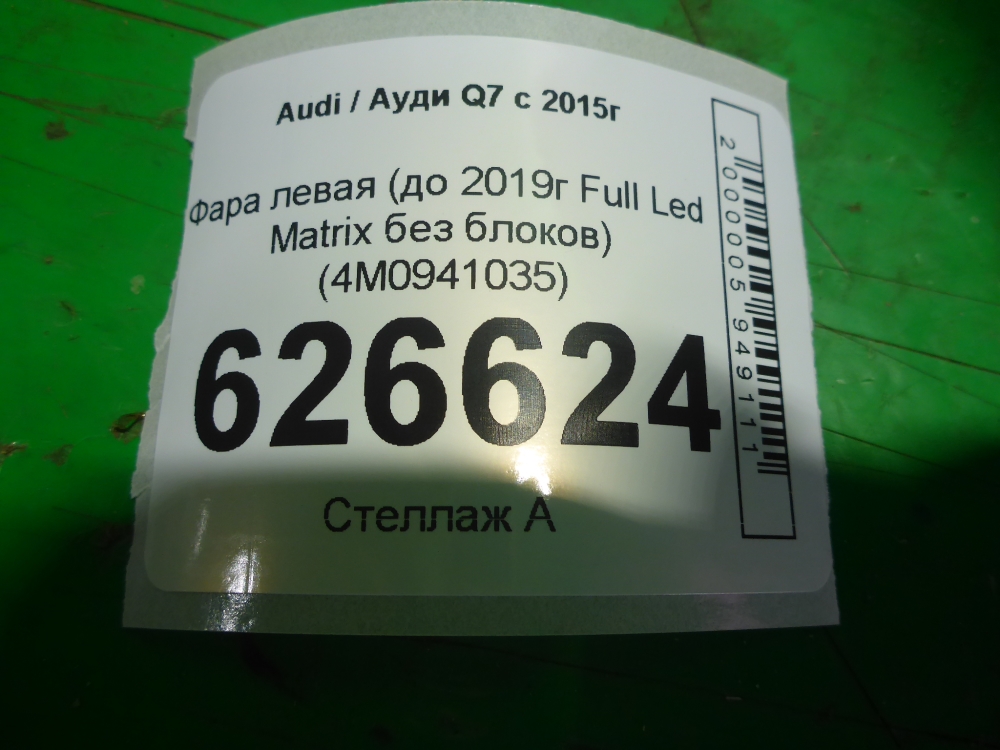 Audi / Ауди Q7 с 2015г
Фара левая (до 2019г Full Led
Matrix без блоков)
(4M0941035)
626624
Стеллаж А
2000005949111